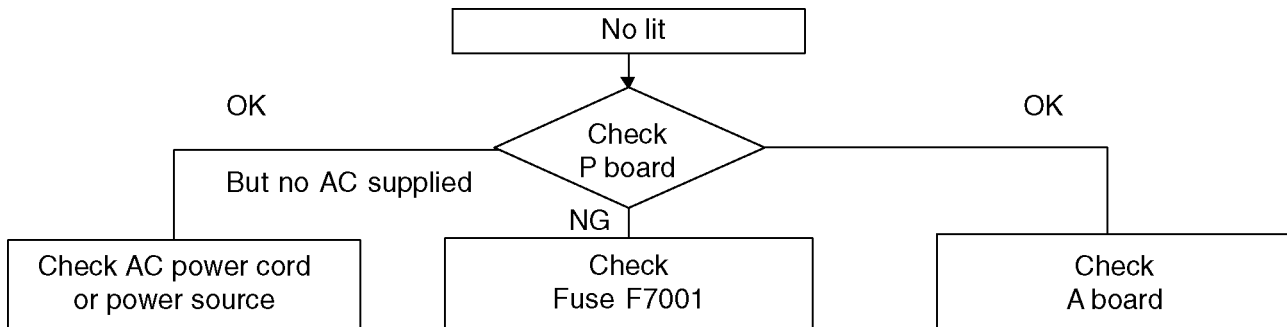 No lit
OK
OK
Check
P board
But no AC supplied
NG
Check AC power cord
or power source
Check
Fuse F7001
Check
A board